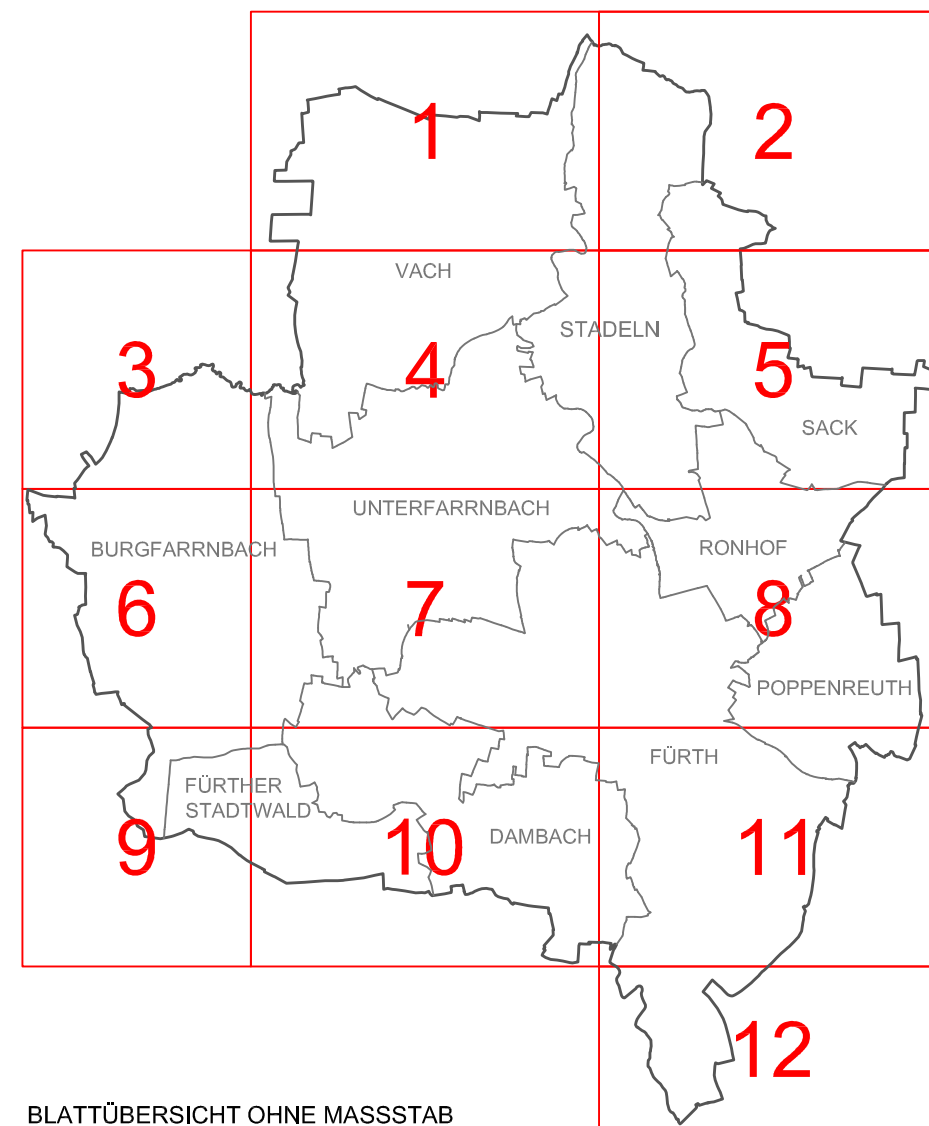 1
2
VACH
STADELN
3
4
5
SACK
UNTERFARRNBACH
BURGFARRNBACH
RONHOF
6
7
8
POPPENREUTH
FÜRTH
FÜRTHER
STADTWALD
DAMBACH
9
10
11
12
BLATTÜBERSICHT OHNE MASSSTAB